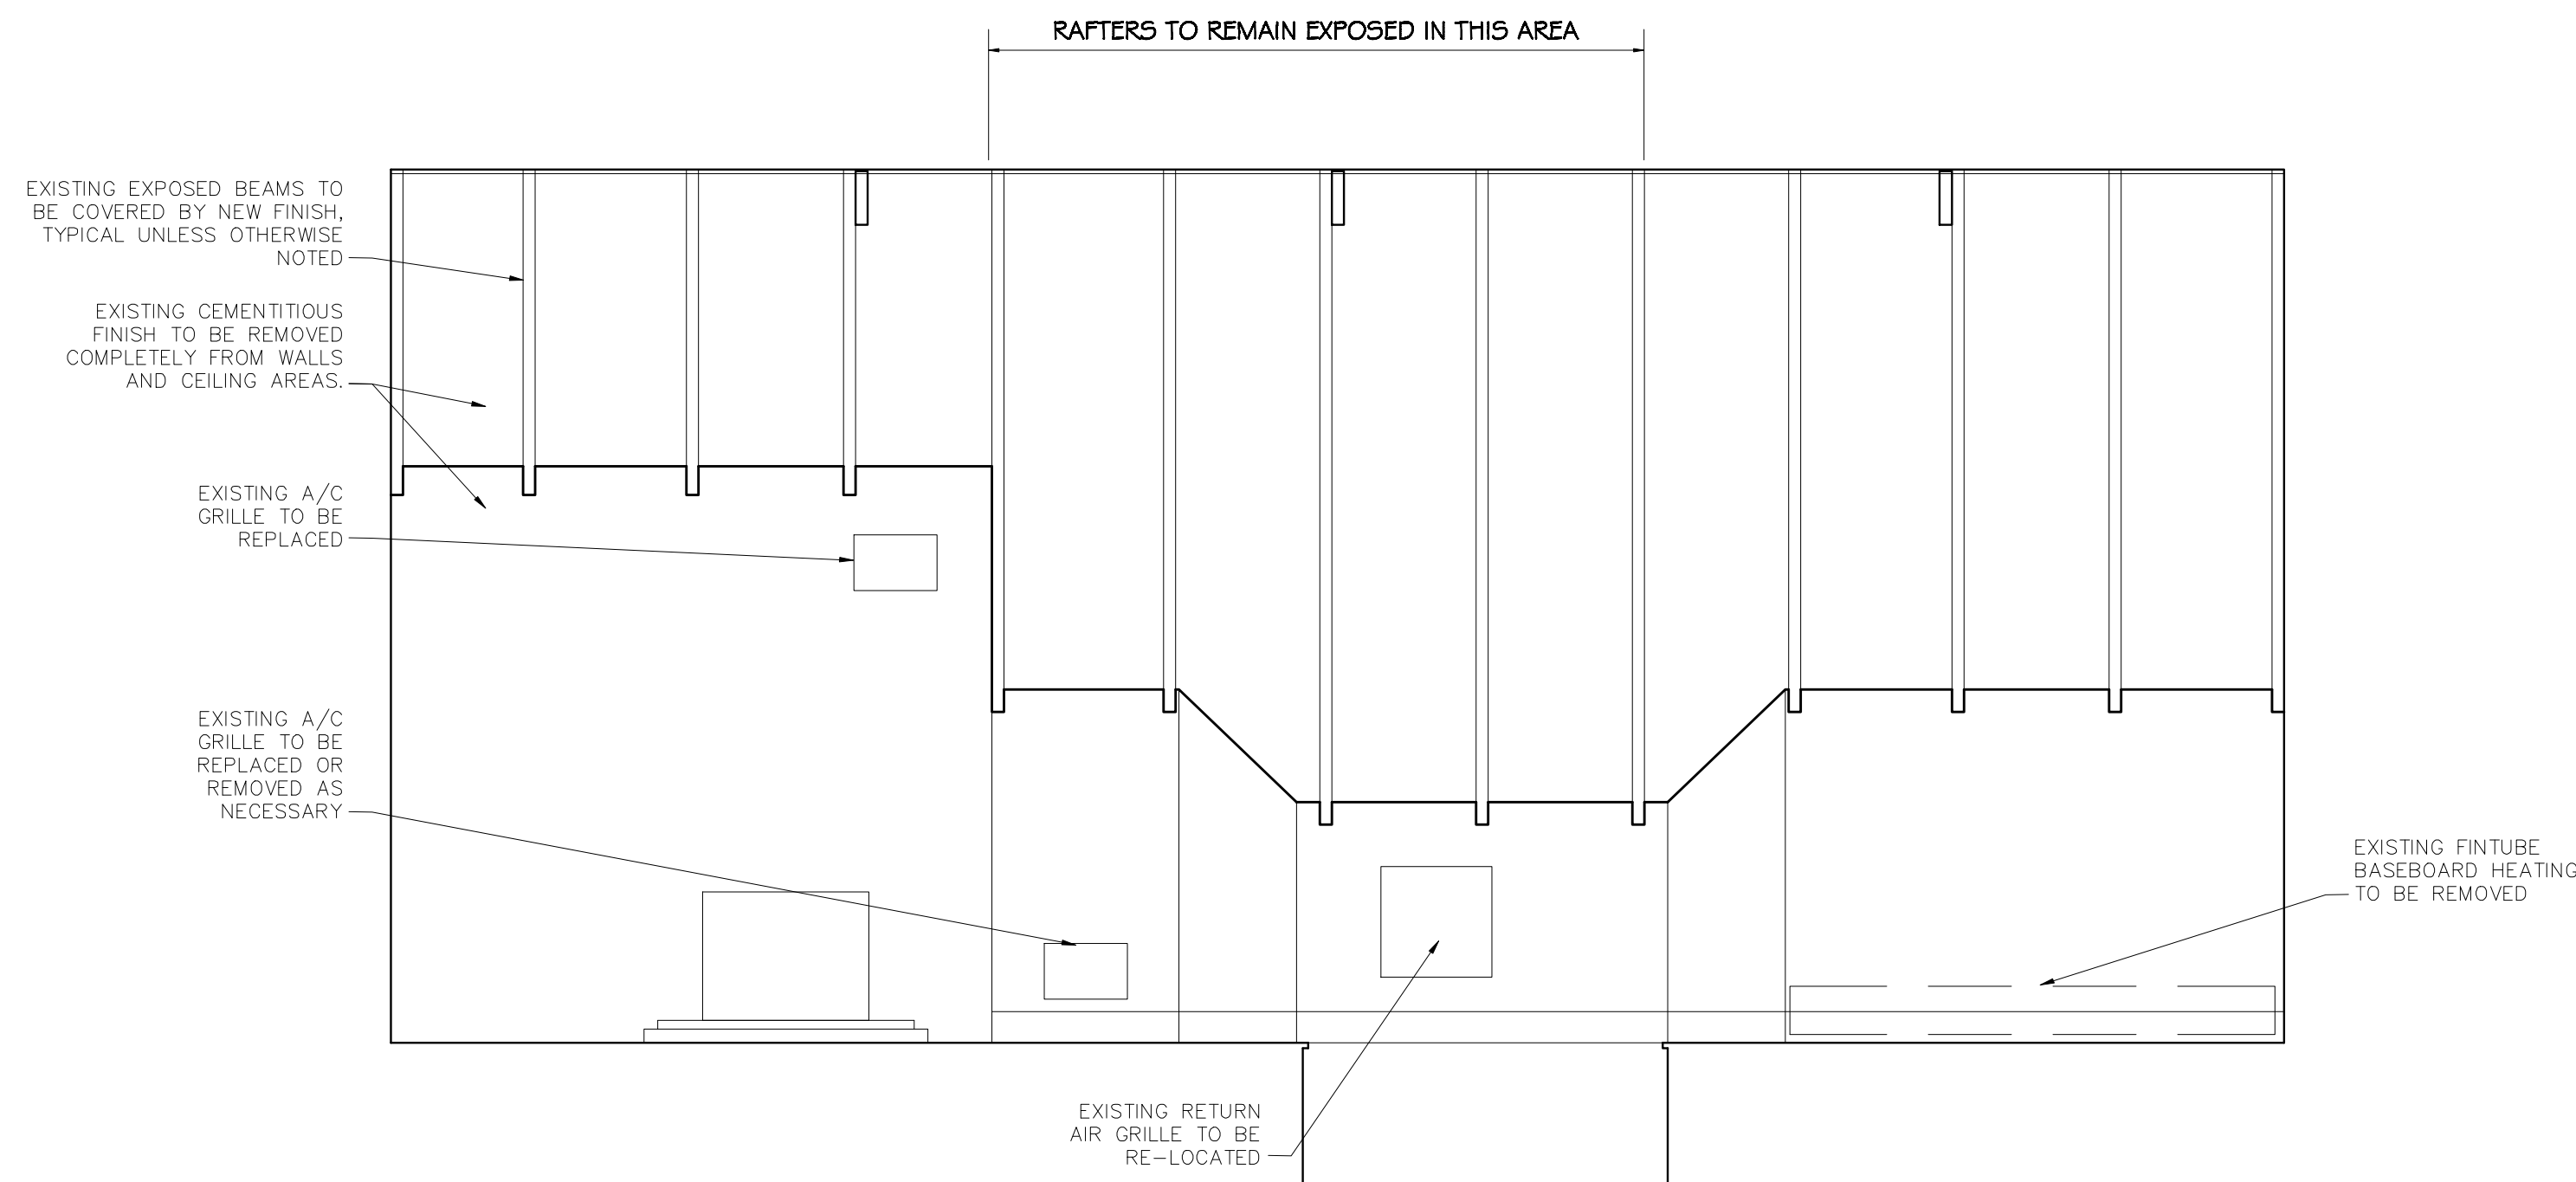 RAFTERS TO REMAIN EXPOSED IN THIS AREA
EXISTING EXPOSED BEAMS TO
BE COVERED BY NEW FINISH,
TYPICAL UNLESS OTHERWISE
NOTED
EXISTING CEMENTITIOUS
FINISH TO BE REMOVED
COMPLETELY FROM WALLS
AND CEILING AREAS.
EXISTING A/C
GRILLE TO BE
REPLACED
EXISTING A/C
GRILLE TO BE
REPLACED OR
REMOVED AS
NECESSARY
EXISTING FINTUBE
BASEBOARD HEATING
TO BE REMOVED
EXISTING RETURN
AIR GRILLE TO BE
RE-LOCATED